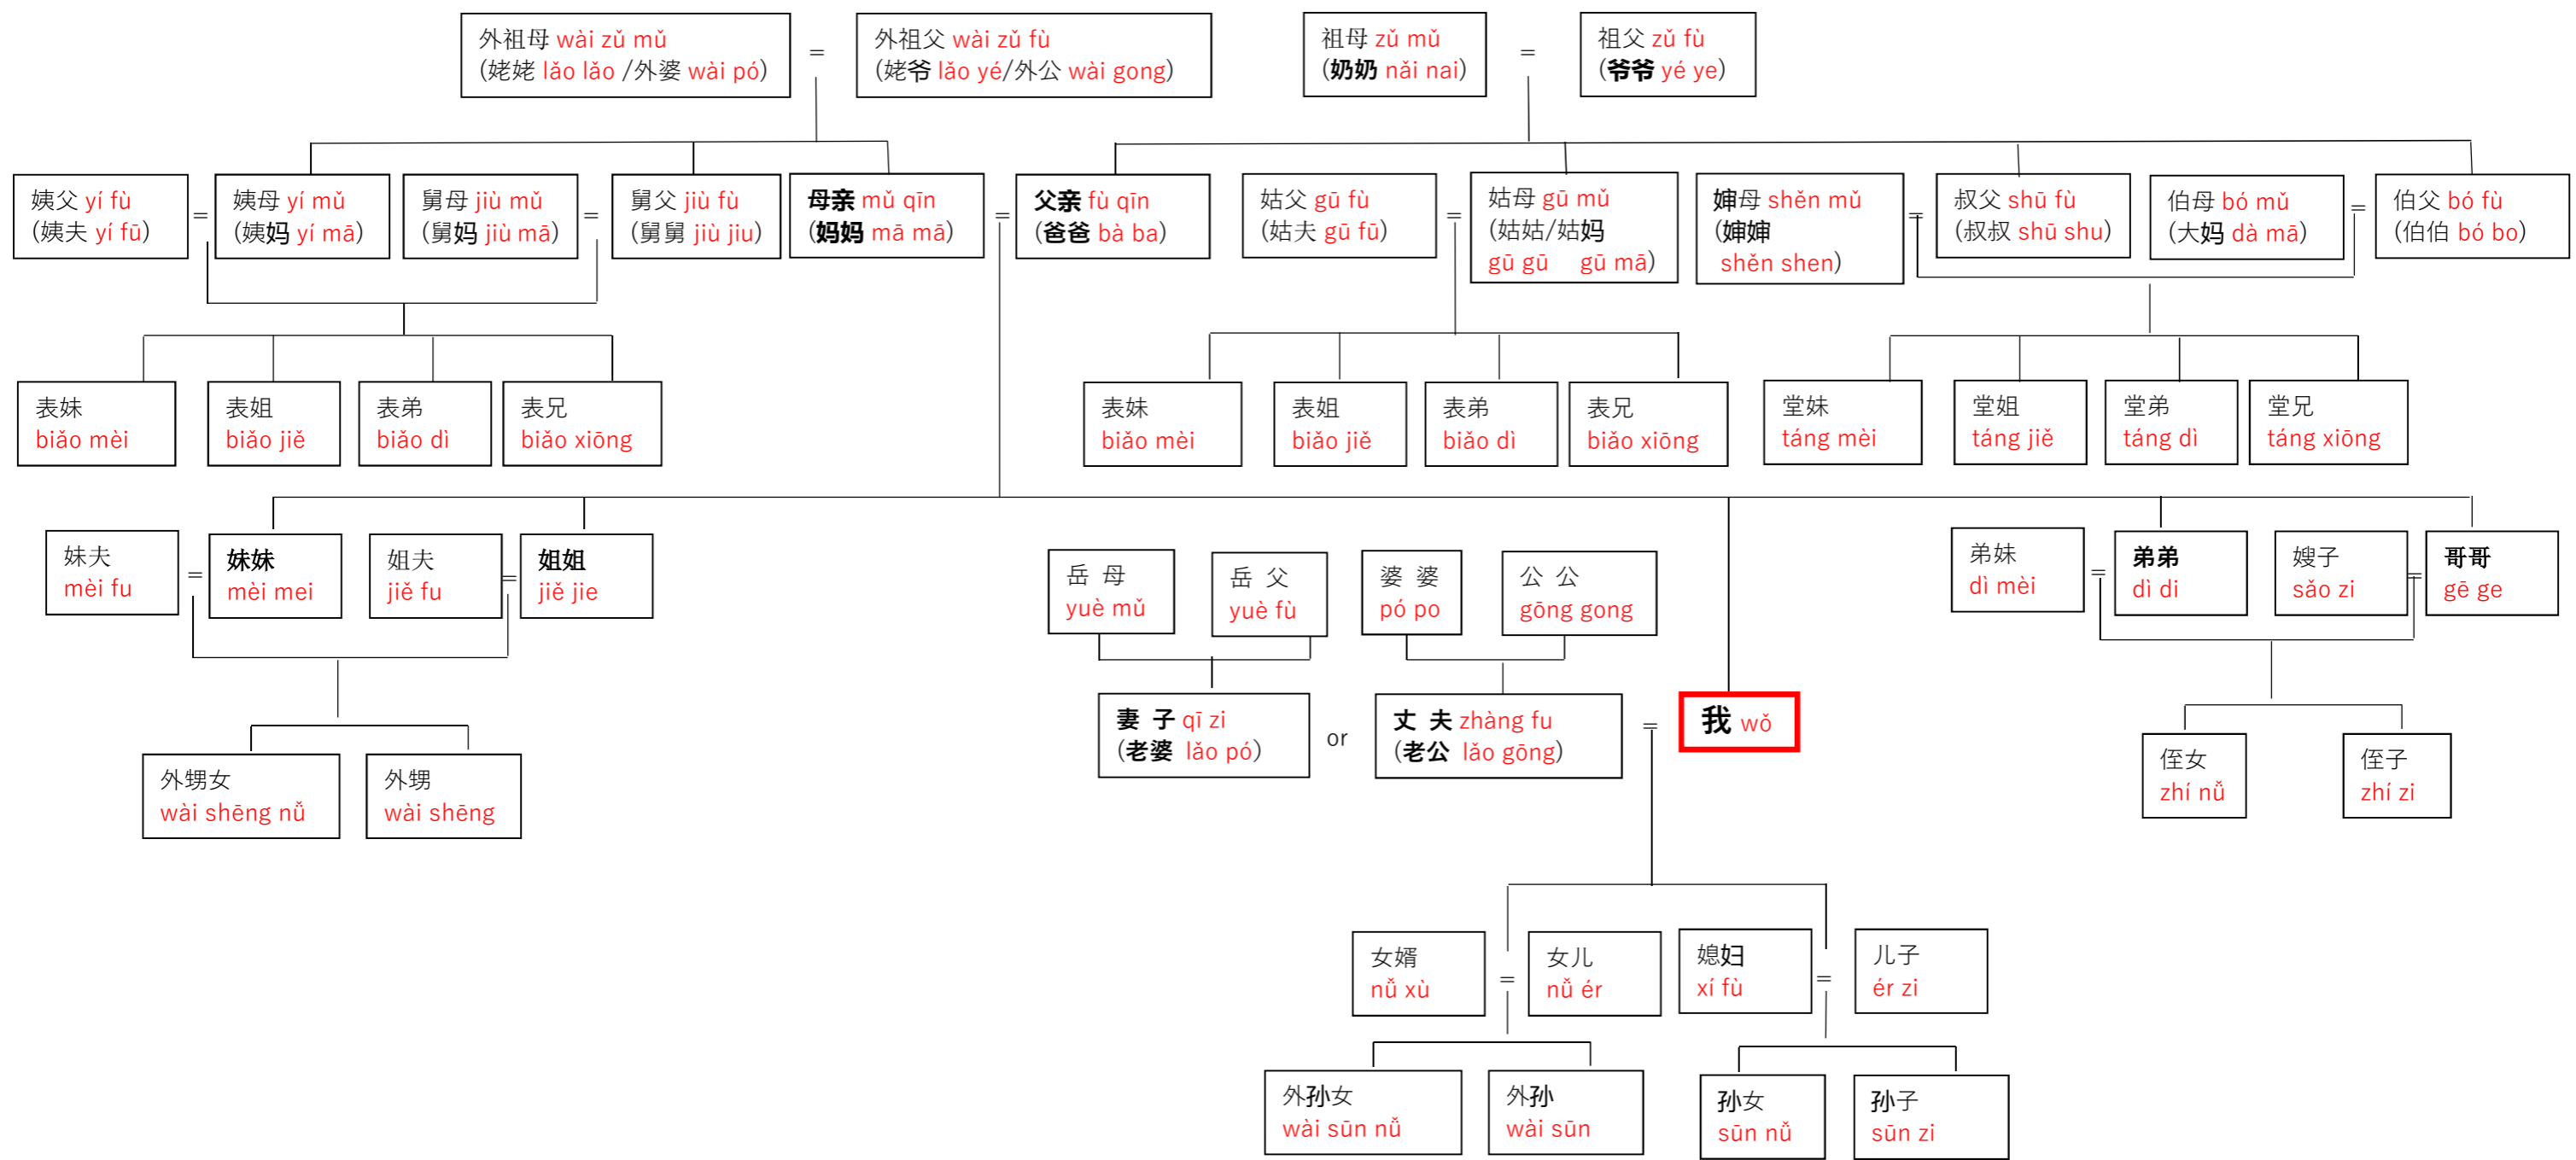 外祖母 wài zǔ mǔ
(姥姥 lǎo lǎo /外婆 wài pó)
=
外祖父 wài zǔ fù
(姥爷 lǎo yé/外公 wài gong)
祖母 zǔ mǔ
(奶奶 nǎi nai)
=
祖父 zǔ fù
(爷爷 yé ye)
姨父 yí fù
(姨夫 yí fū)
=
姨母 yí mǔ
(姨妈 yí mā)
舅母 jiù mǔ
(舅妈 jiù mā)
=
舅父 jiù fù
(舅舅 jiù jiu)
母亲 mǔ qīn
(妈妈 mā mā)
=
父亲 fù qīn
(爸爸 bà ba)
姑父 gū fù
(姑夫 gū fū)
=
姑母 gū mǔ
(姑姑/姑妈
gū gū gū mā)
婶母 shěn mǔ
(婶婶
shěn shen)
=
叔父 shū fù
(叔叔 shū shu)
伯母 bó mǔ
(大妈 dà mā)
=
伯父 bó fù
(伯伯 bó bo)
表妹
biǎo mèi
表姐
biǎo jiě
表弟
biǎo dì
表兄
biǎo xiōng
表妹
biǎo mèi
表姐
biǎo jiě
表弟
biǎo dì
表兄
biǎo xiōng
堂妹
táng mèi
堂姐
táng jiě
堂弟
táng dì
堂兄
táng xiōng
妹夫
mèi fu
=
妹妹
mèi mei
姐夫
jiě fu
=
姐姐
jiě jie
岳 母
yuè mǔ
岳 父
yuè fù
婆 婆
pó po
公 公
gōng gong
弟妹
dì mèi
=
弟弟
dì di
嫂子
sǎo zi
=
哥哥
gē ge
妻 子 qī zi
(老婆 lǎo pó)
or
丈 夫 zhàng fu
(老公 lǎo gōng)
=
我 wǒ
外甥女
wài shēng nǚ
外甥
wài shēng
侄女
zhí nǚ
侄子
zhí zi
女婿
nǚ xù
=
女儿
nǚ ér
媳妇
xí fù
=
儿子
ér zi
外孙女
wài sūn nǚ
外孙
wài sūn
孙女
sūn nǚ
孙子
sūn zi